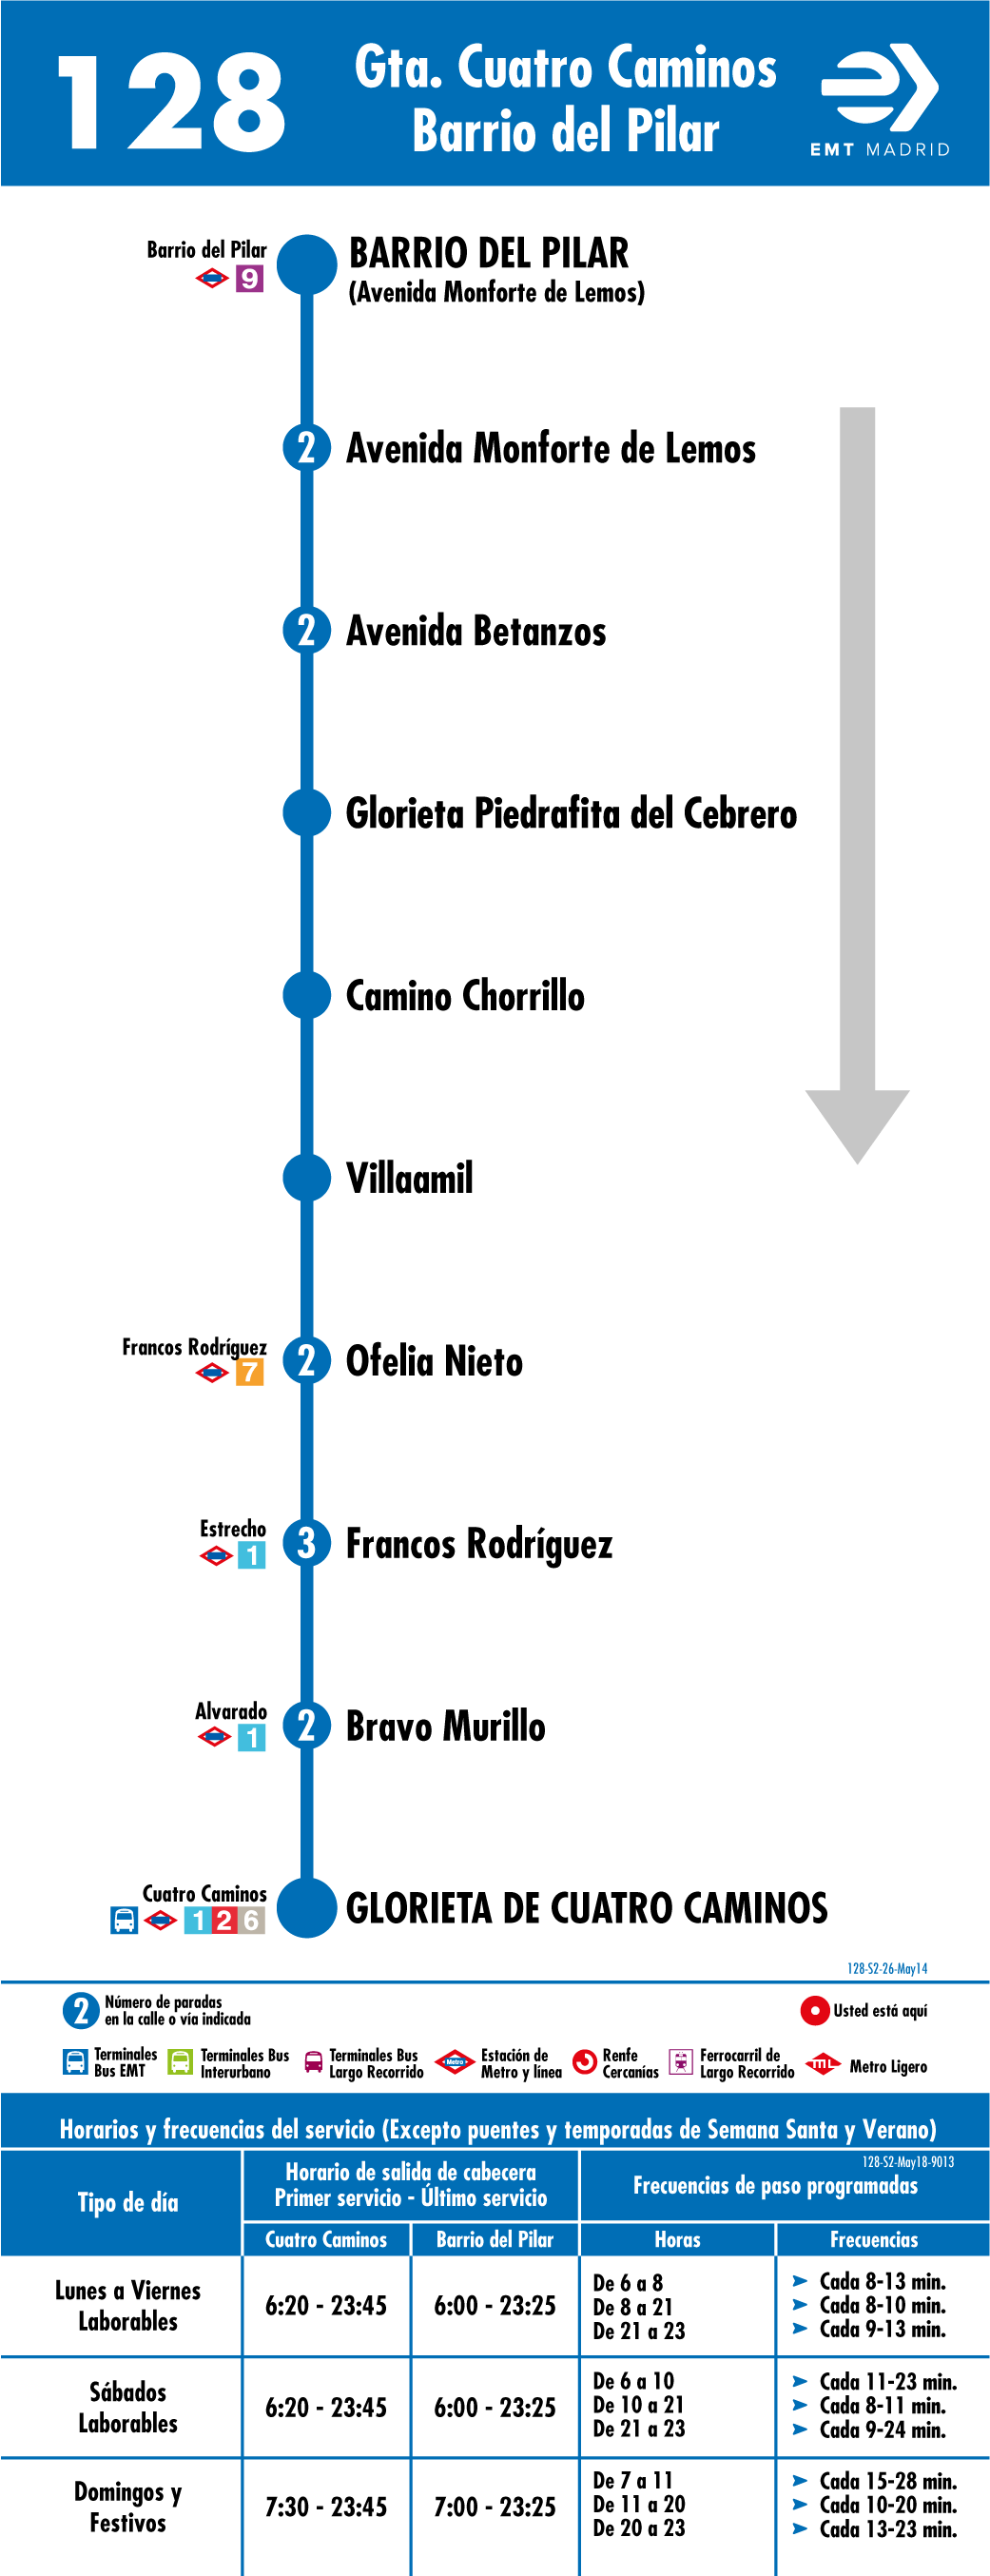 128
Gta. Cuatro Caminos
Barrio del Pilar
EMT MADRID
Barrio del Pilar
9
BARRIO DEL PILAR
(Avenida Monforte de Lemos)
2 Avenida Monforte de Lemos
2 Avenida Betanzos
Glorieta Piedrafita del Cebrero
Camino Chorrillo
Villaamil
Francos Rodríguez
7
2 Ofelia Nieto
Estrecho
1
3 Francos Rodríguez
Alvarado
1
2 Bravo Murillo
Cuatro Caminos
1 2 6
GLORIETA DE CUATRO CAMINOS
128-S2-26-May14
2 Número de paradas
en la calle o vía indicada
Usted está aquí
Terminales
Bus EMT
Terminales Bus
Interurbano
Terminales Bus
Largo Recorrido
Metro
Estación de
Metro y línea
Renfe
Cercanías
Ferrocarril de
Largo Recorrido
ML
Metro Ligero
Horarios y frecuencias del servicio (Excepto puentes y temporadas de Semana Santa y Verano)
128-S2-May18-9013
Tipo de día
Horario de salida de cabecera
Primer servicio - Último servicio
Frecuencias de paso programadas
Cuatro Caminos
Barrio del Pilar
Horas
Frecuencias
Lunes a Viernes
Laborables
6:20 - 23:45
6:00 - 23:25
De 6 a 8
De 8 a 21
De 21 a 23
Cada 8-13 min.
Cada 8-10 min.
Cada 9-13 min.
Sábados
Laborables
6:20 - 23:45
6:00 - 23:25
De 6 a 10
De 10 a 21
De 21 a 23
Cada 11-23 min.
Cada 8-11 min.
Cada 9-24 min.
Domingos y
Festivos
7:30 - 23:45
7:00 - 23:25
De 7 a 11
De 11 a 20
De 20 a 23
Cada 15-28 min.
Cada 10-20 min.
Cada 13-23 min.